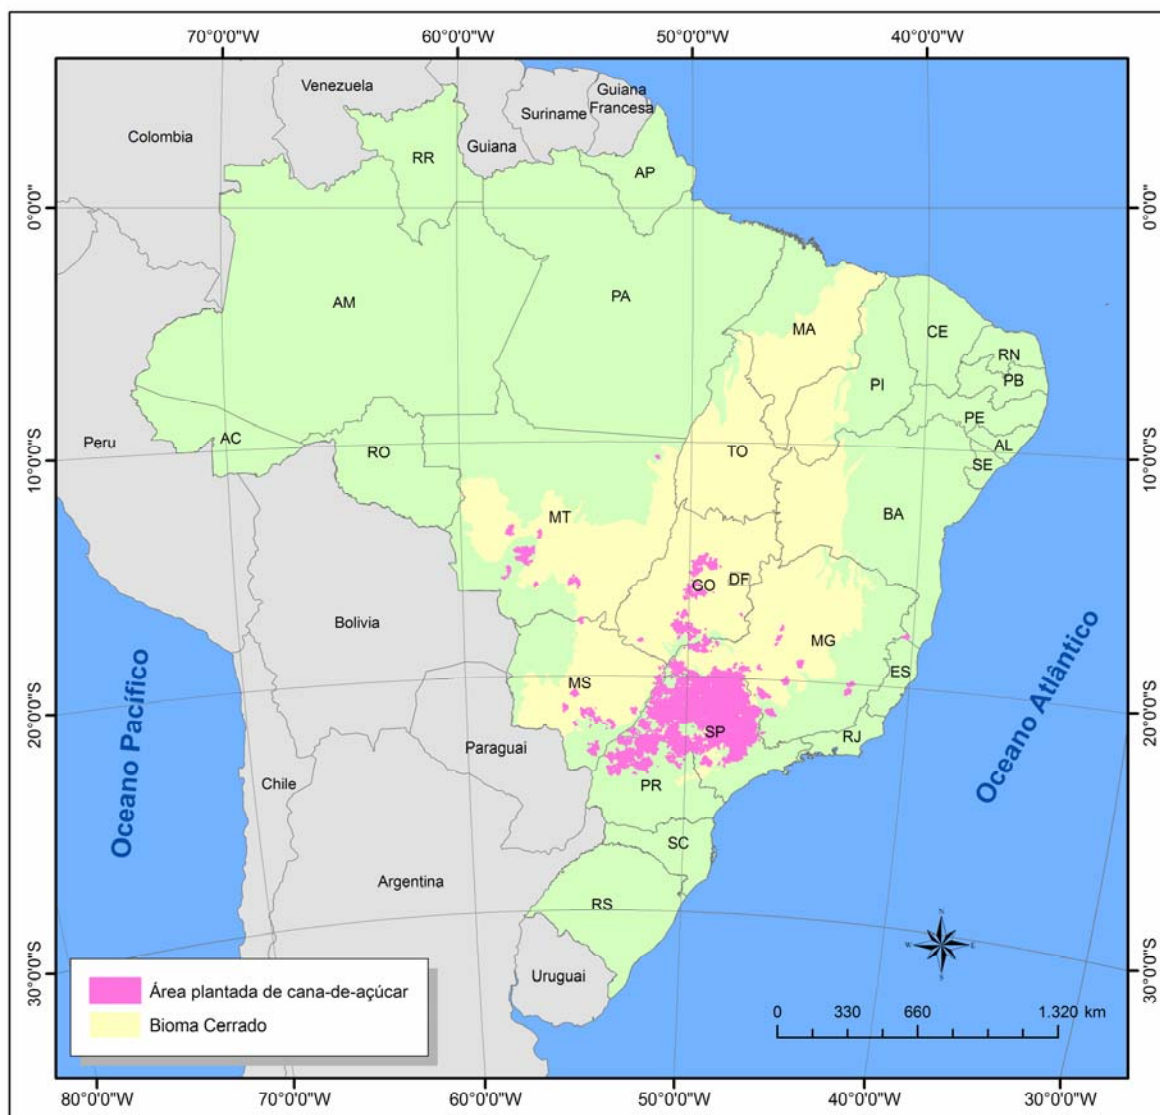 70°0'0"W
60°0'0"W
50°0'0"W
40°0'0"W
Venezuela
Guiana
Francesa
Suriname
Colombia
Guiana
RR
AP
0°0'0"
0°0'0"
AM
PA
MA
CE
RN
PB
PI
PE
AL
SE
Peru
AC
RO
TO
10°0'0"S
10°0'0"S
MT
BA
GO
DF
Bolivia
MG
ES
MS
Oceano Pacífico
Oceano Atlântico
20°0'0"S
20°0'0"S
SP
RJ
Paraguai
Chile
PR
SC
Argentina
RS
N
W
E
S
30°0'0"S
30°0'0"S
Uruguai
Área plantada de cana-de-açúcar
Bioma Cerrado
0 330 660 1.320 km
80°0'0"W
70°0'0"W
60°0'0"W
50°0'0"W
40°0'0"W
30°0'0"W